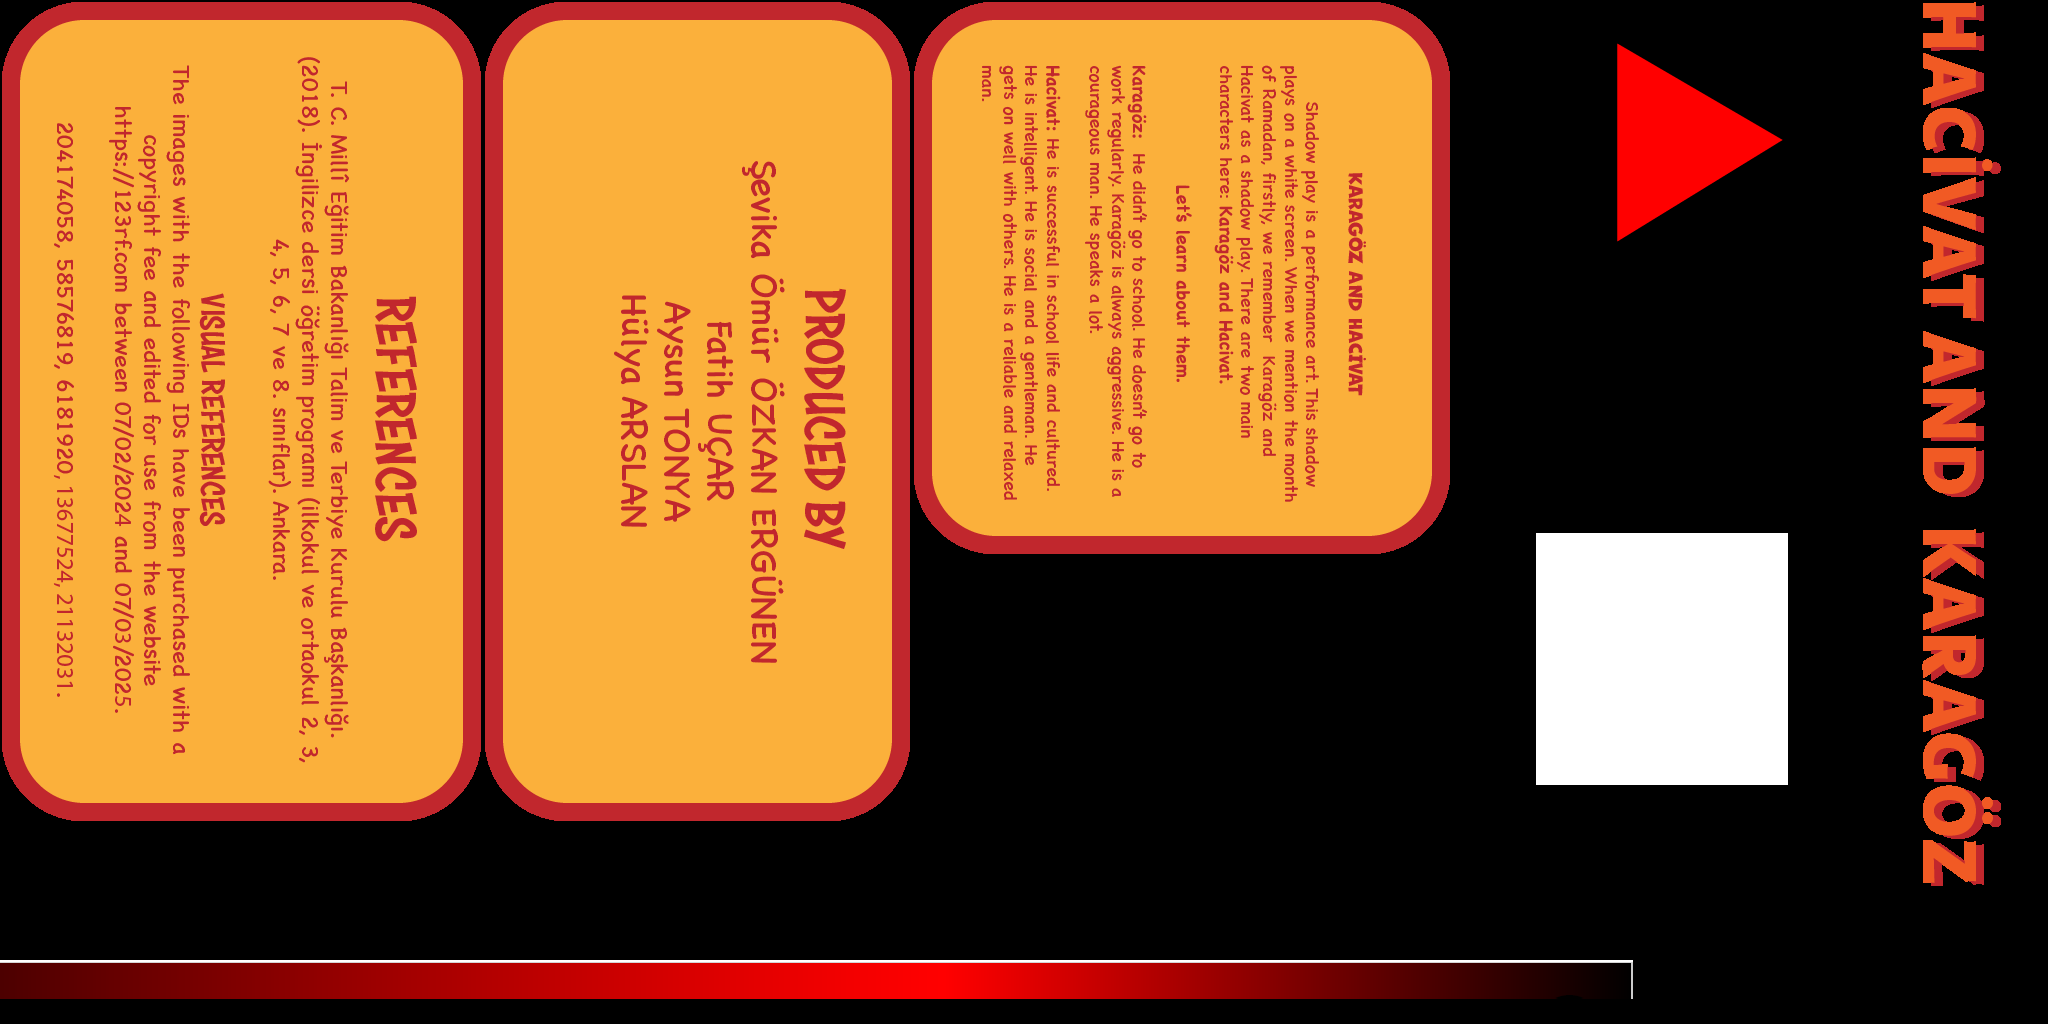 HACİVAT AND KARAGÖZ
KARAGÖZ AND HACİVAT
Shadow play is a performance art. This shadow
plays on a white screen. When we mention the month
of Ramadan, firstly, we remember Karagöz and
Hacivat as a shadow play. There are two main
characters here: Karagöz and Hacivat.
Let's learn about them.
Karagöz: He didn't go to school. He doesn't go to
work regularly. Karagöz is always aggressive. He is a
courageous man. He speaks a lot.
Hacivat: He is successful in school life and cultured.
He is intelligent. He is social and a gentleman. He
gets on well with others. He is a reliable and relaxed
man.
PRODUCED BY
Şevika Ömür ÖZKAN ERGÜNEN
Fatih UÇAR
Aysun TONYA
Hülya ARSLAN
REFERENCES
T. C. Millî Eğitim Bakanlığı Talim ve Terbiye Kurulu Başkanlığı.
(2018). İngilizce dersi öğretim programı (ilkokul ve ortaokul 2, 3,
4, 5, 6, 7 ve 8. sınıflar). Ankara.
VISUAL REFERENCES
The images with the following IDs have been purchased with a
copyright fee and edited for use from the website
https://123rf.com between 07/02/2024 and 07/03/2025.
204174058, 58576819, 6181920, 13677524, 21132031.